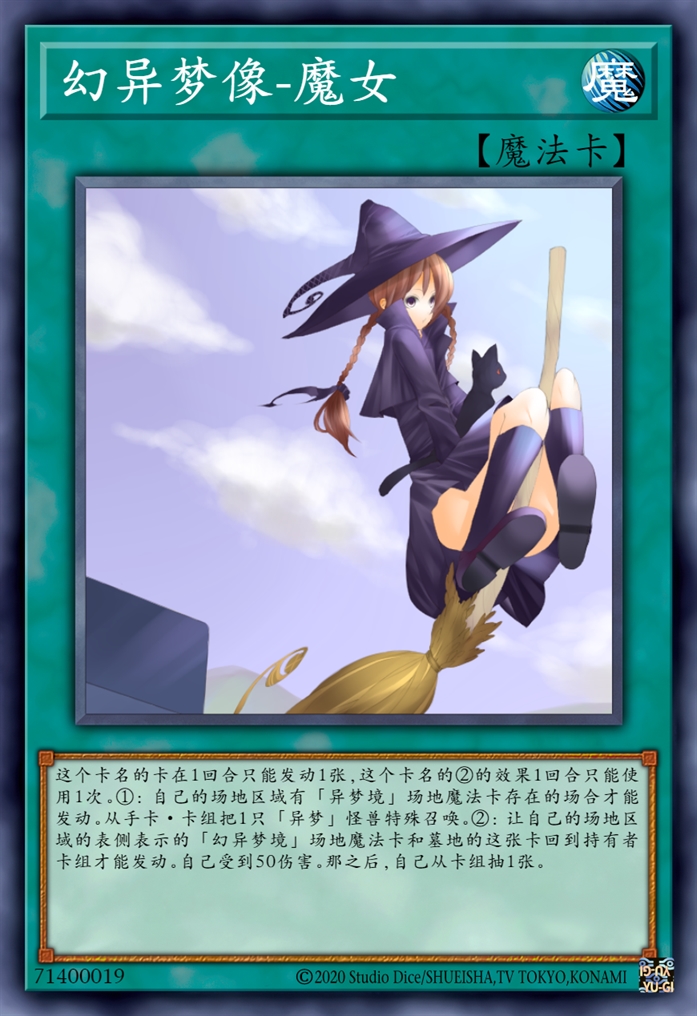 幻异梦像-魔女
魔
【魔法卡】
这个卡名的卡在1回合只能发动1张,这个卡名的②的效果1回合只能使
用1次。①: 自己的场地区域有「异梦境」场地魔法卡存在的场合才能
发动。从手卡・卡组把1只「异梦」怪兽特殊召唤。②: 让自己的场地区
域的表侧表示的「幻异梦境」场地魔法卡和墓地的这张卡回到持有者
卡组才能发动。自己受到50伤害。那之后,自己从卡组抽1张。
71400019
©2020 Studio Dice/SHUEISHA,TV TOKYO,KONAMI